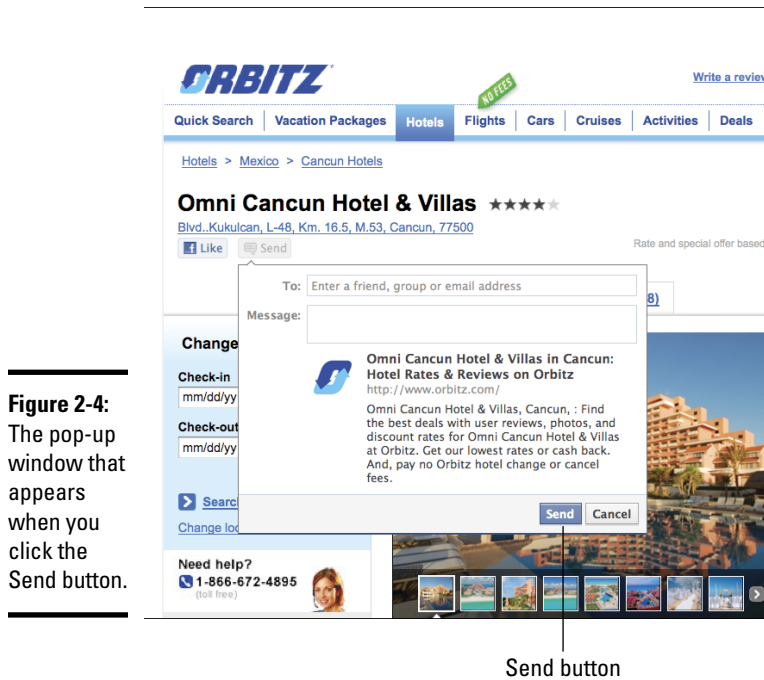 ORBITZ
NO FEES
Write a review
Quick Search
Vacation Packages
Hotels
Flights
Cars
Cruises
Activities
Deals
Hotels > Mexico > Cancun Hotels
Omni Cancun Hotel & Villas ★★★★★
Blvd..Kukulcan, L-48, Km. 16.5, M.53, Cancun, 77500
Like
Send
Rate and special offer based
To: Enter a friend, group or email address
8)
Message:
Omni Cancun Hotel & Villas in Cancun:
Hotel Rates & Reviews on Orbitz
http://www.orbitz.com/
Omni Cancun Hotel & Villas, Cancun, : Find
the best deals with user reviews, photos, and
discount rates for Omni Cancun Hotel & Villas
at Orbitz. Get our lowest rates or cash back.
And, pay no Orbitz hotel change or cancel
fees.
Send
Cancel
Change
Check-in
mm/dd/yy
Check-out
mm/dd/yy
Searc
Change loc
Need help?
1-866-672-4895
(toll free)
Figure 2-4:
The pop-up
window that
appears
when you
click the
Send button.
Send button